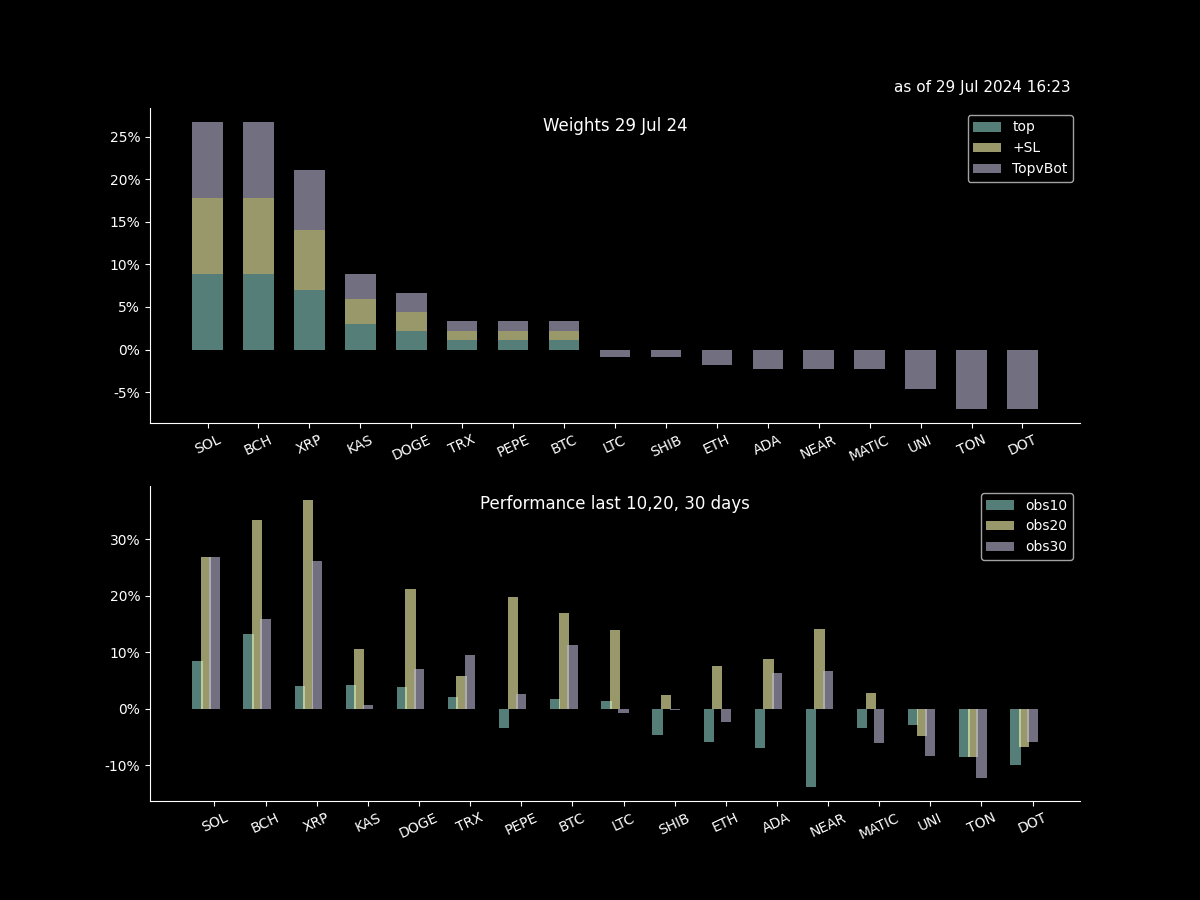 as of 29 Jul 2024 16:23
Weights 29 Jul 24
top
+SL
TopvBot
25%
20%
15%
10%
5%
0%
-5%
SOL BCH XRP KAS DOGE TRX PEPE BTC LTC SHIB ETH ADA NEAR MATIC UNI TON DOT
Performance last 10,20, 30 days
obs10
obs20
obs30
30%
20%
10%
0%
-10%
SOL BCH XRP KAS DOGE TRX PEPE BTC LTC SHIB ETH ADA NEAR MATIC UNI TON DOT